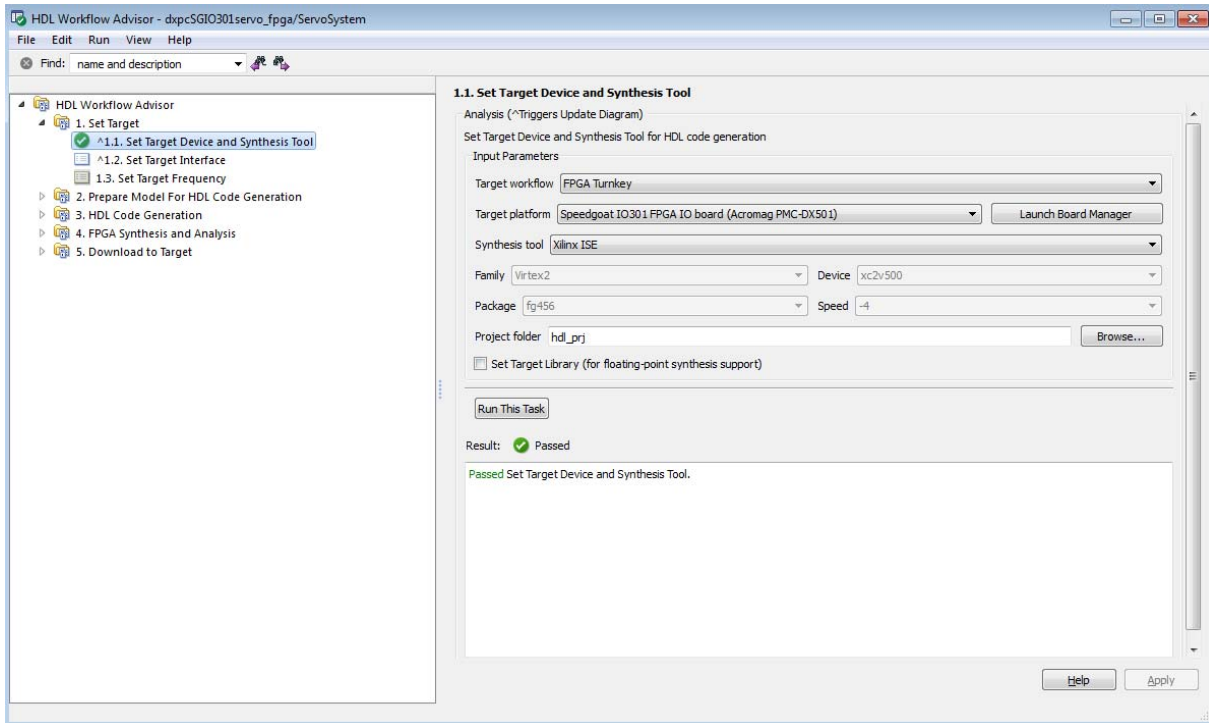 HDL Workflow Advisor - dxpcSGIO301servo_fpga/ServoSystem
File Edit Run View Help
Find: name and description
HDL Workflow Advisor
1. Set Target
^1.1. Set Target Device and Synthesis Tool
^1.2. Set Target Interface
1.3. Set Target Frequency
2. Prepare Model For HDL Code Generation
3. HDL Code Generation
4. FPGA Synthesis and Analysis
5. Download to Target
1.1. Set Target Device and Synthesis Tool
Analysis (^Triggers Update Diagram)
Set Target Device and Synthesis Tool for HDL code generation
Input Parameters
Target workflow FPGA Turnkey
Target platform Speedgoat IO301 FPGA IO board (Acromag PMC-DX501) Launch Board Manager
Synthesis tool Xilinx ISE
Family Virtex2 Device xc2v500
Package fg456 Speed -4
Project folder hdl_prj Browse...
Set Target Library (for floating-point synthesis support)
Run This Task
Result: Passed
Passed Set Target Device and Synthesis Tool.
Help Apply